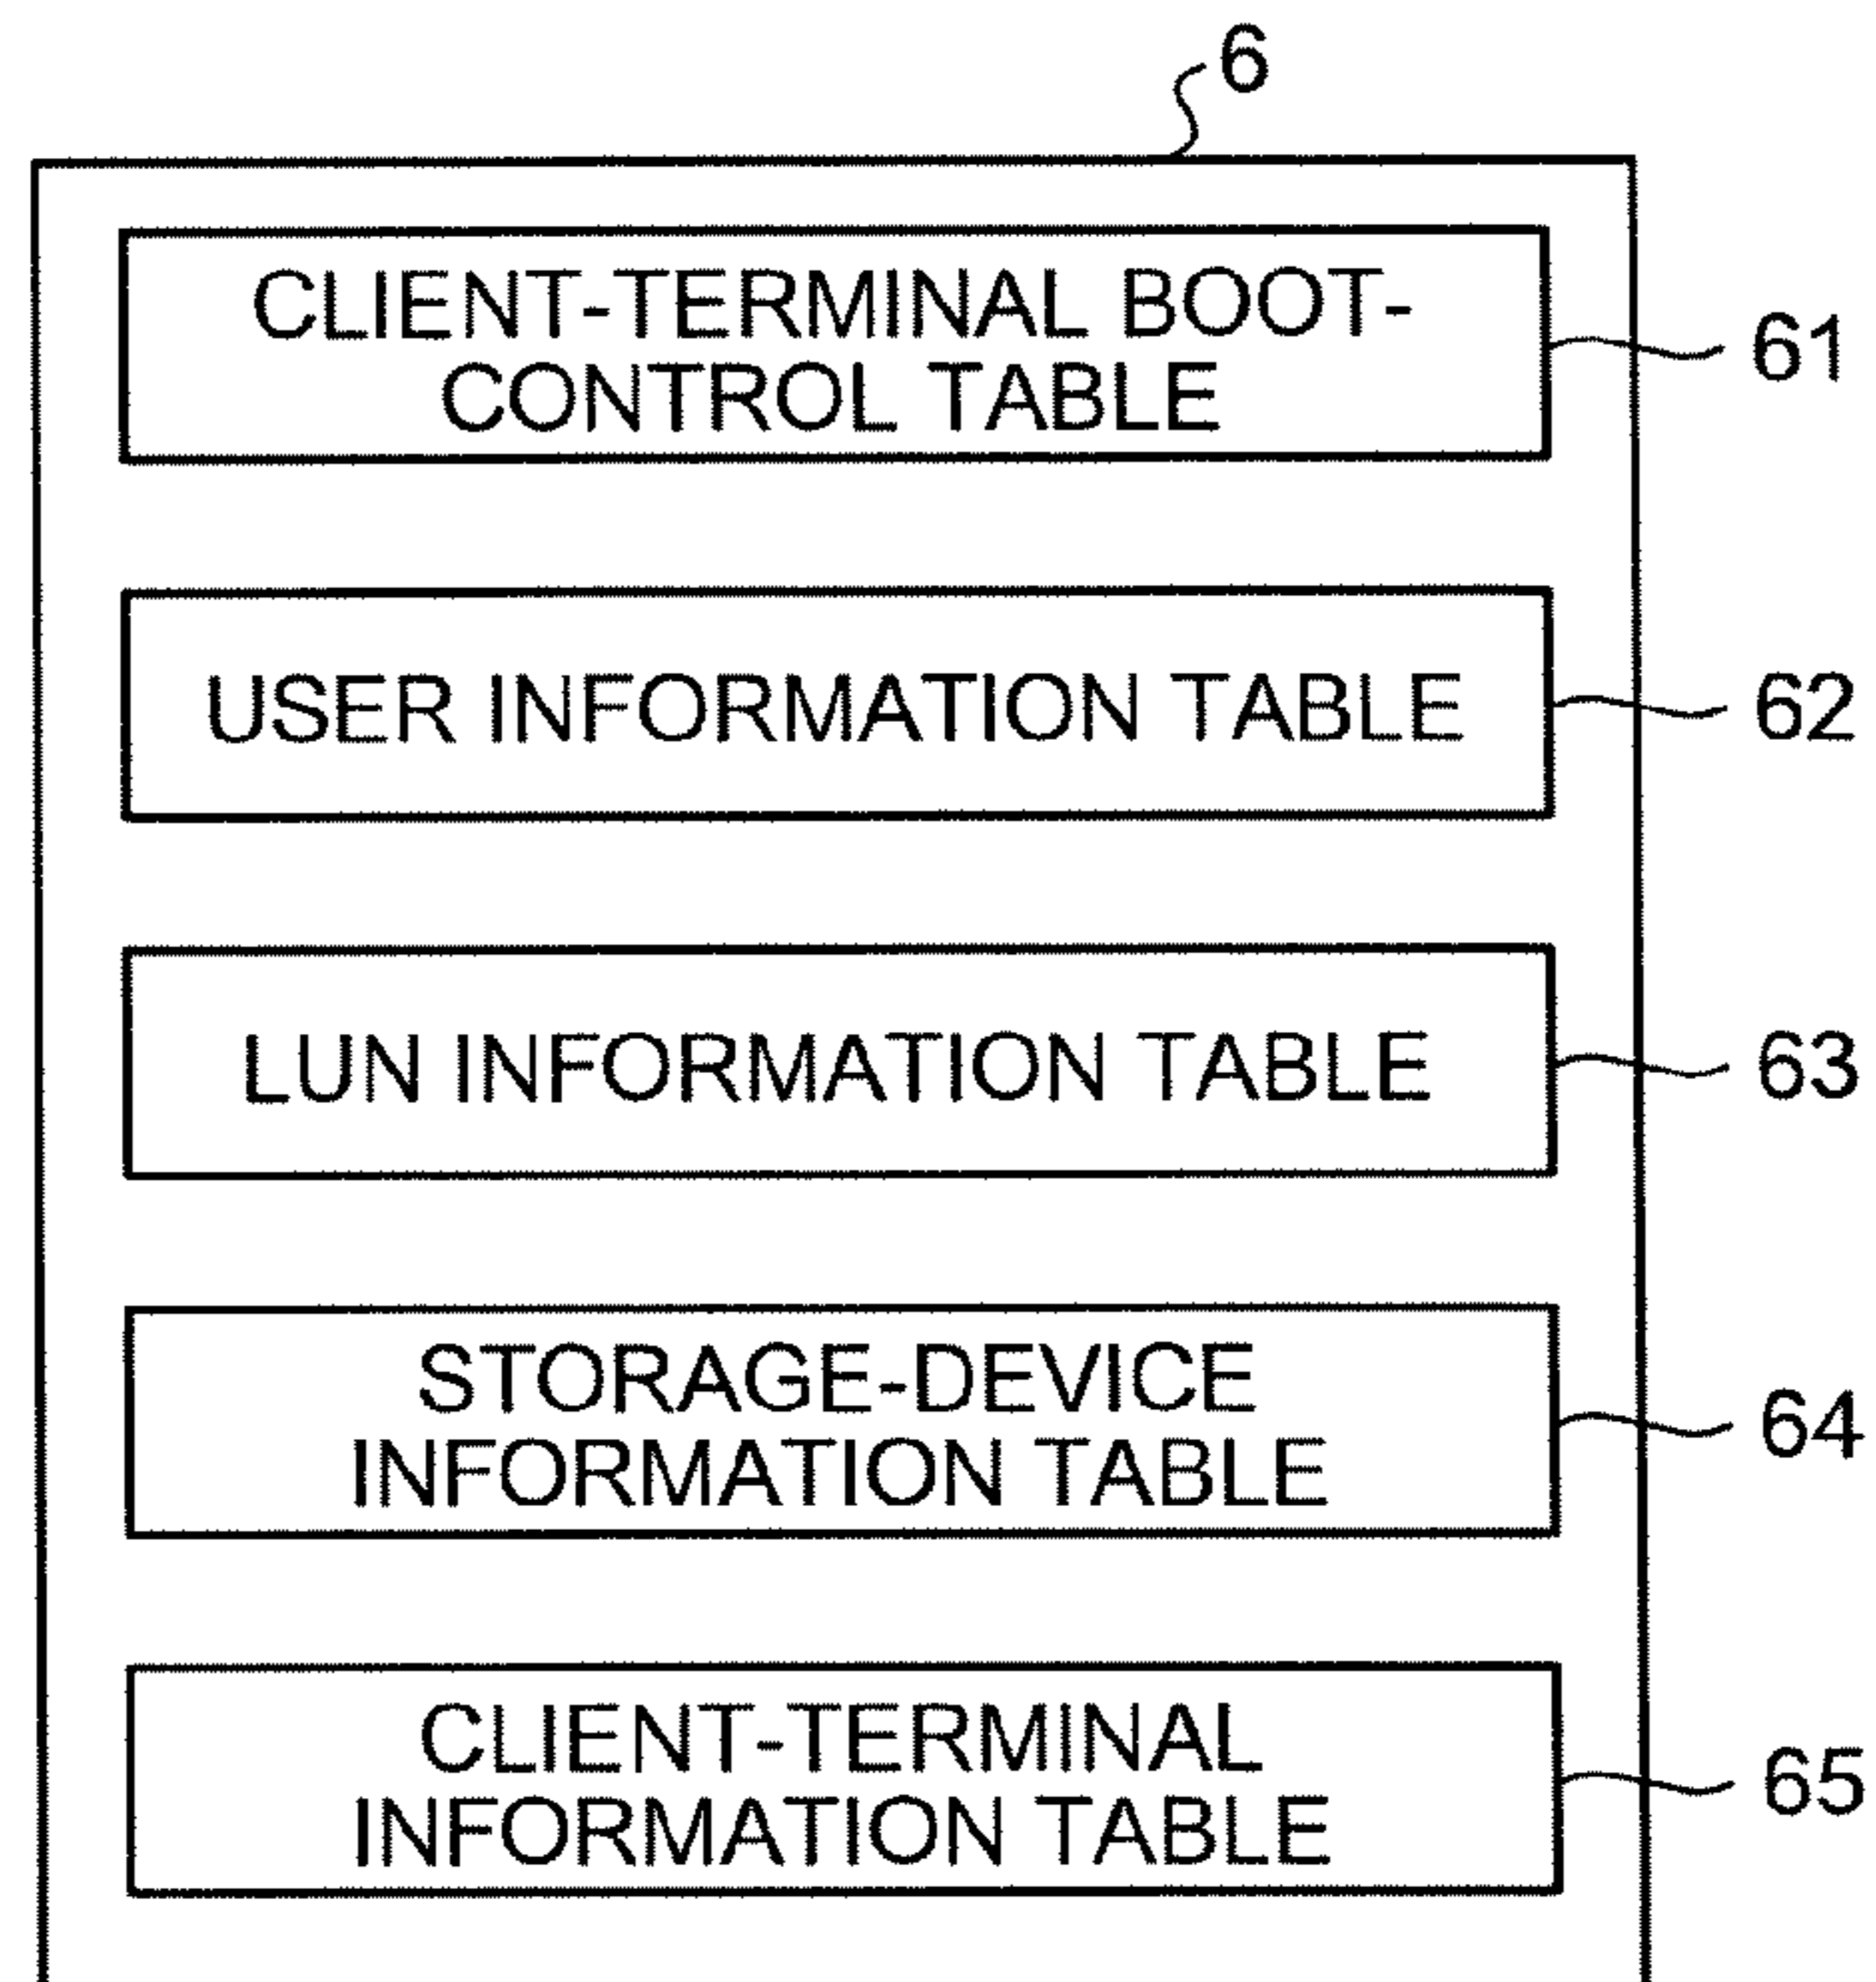 6
CLIENT-TERMINAL BOOT-
CONTROL TABLE
61
USER INFORMATION TABLE
62
LUN INFORMATION TABLE
63
STORAGE-DEVICE
INFORMATION TABLE
64
CLIENT-TERMINAL
INFORMATION TABLE
65